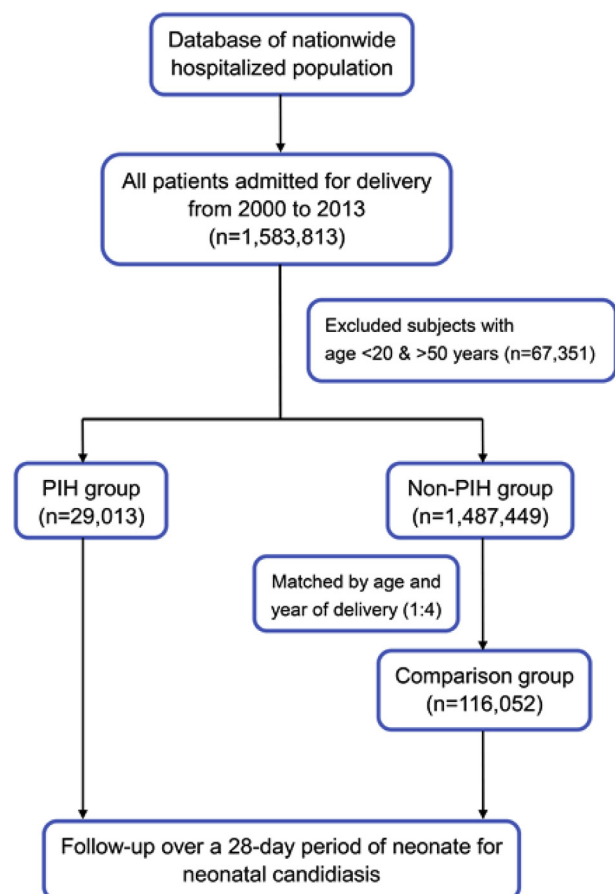 Database of nationwide
hospitalized population
All patients admitted for delivery
from 2000 to 2013
(n=1,583,813)
Excluded subjects with
age <20 & >50 years (n=67,351)
PIH group
(n=29,013)
Non-PIH group
(n=1,487,449)
Matched by age and
year of delivery (1:4)
Comparison group
(n=116,052)
Follow-up over a 28-day period of neonate for
neonatal candidiasis